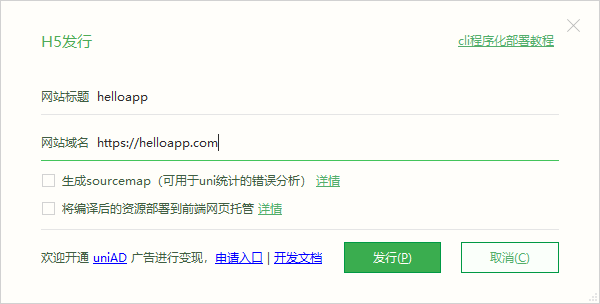 H5发行
cli程序化部署教程
网站标题 helloapp
网站域名 https://helloapp.com
生成sourcemap（可用于uni统计的错误分析） 详情
将编译后的资源部署到前端网页托管 详情
欢迎开通 uniAD 广告进行变现，申请入口 | 开发文档 发行(P) 取消(C)